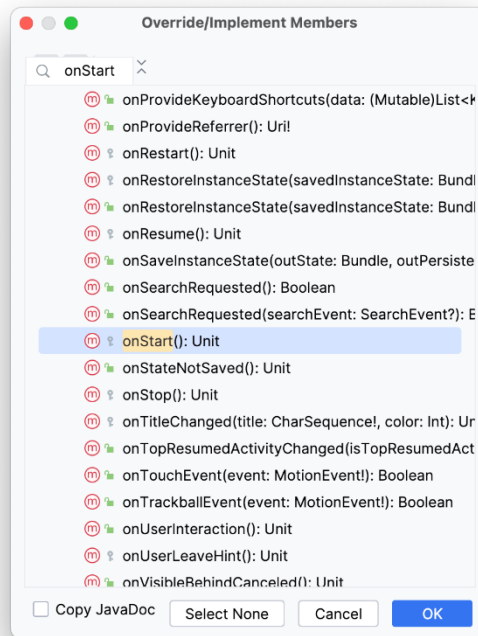 Override/Implement Members
onStart
onProvideKeyboardShortcuts(data: (Mutable)List<K
onProvideReferrer(): Uri!
onRestart(): Unit
onRestoreInstanceState(savedInstanceState: Bundl
onRestoreInstanceState(savedInstanceState: Bundl
onResume(): Unit
onSaveInstanceState(outState: Bundle, outPersiste
onSearchRequested(): Boolean
onSearchRequested(searchEvent: SearchEvent?): B
onStart(): Unit
onStateNotSaved(): Unit
onStop(): Unit
onTitleChanged(title: CharSequence!, color: Int): Un
onTopResumedActivityChanged(isTopResumedAct
onTouchEvent(event: MotionEvent!): Boolean
onTrackballEvent(event: MotionEvent!): Boolean
onUserInteraction(): Unit
onUserLeaveHint(): Unit
onVisibleBehindCanceled(): Unit
Copy JavaDoc Select None Cancel OK